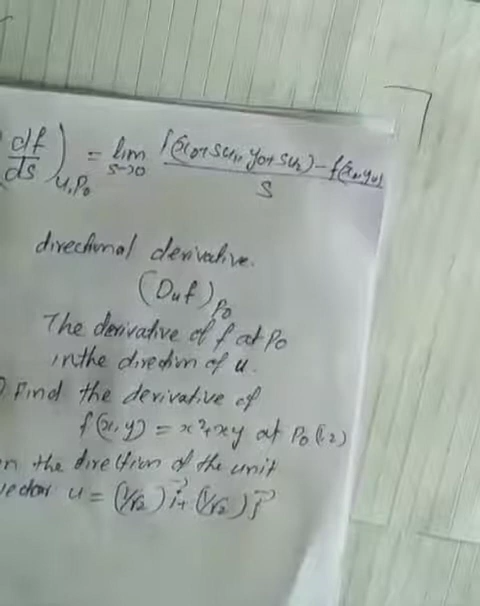 (df/ds)u,P₀ = lim s→0 f(x₀+su₁, y₀+su₂)-f(x₀,y₀) / s
directional derivative.
(Duf)P₀
The derivative of f at P₀
in the direction of u.
) Find the derivative of
f(x,y) = x²+xy at P₀(1,2)
in the direction of the unit
vector u = (1/√2) i⃗ + (1/√2) j⃗